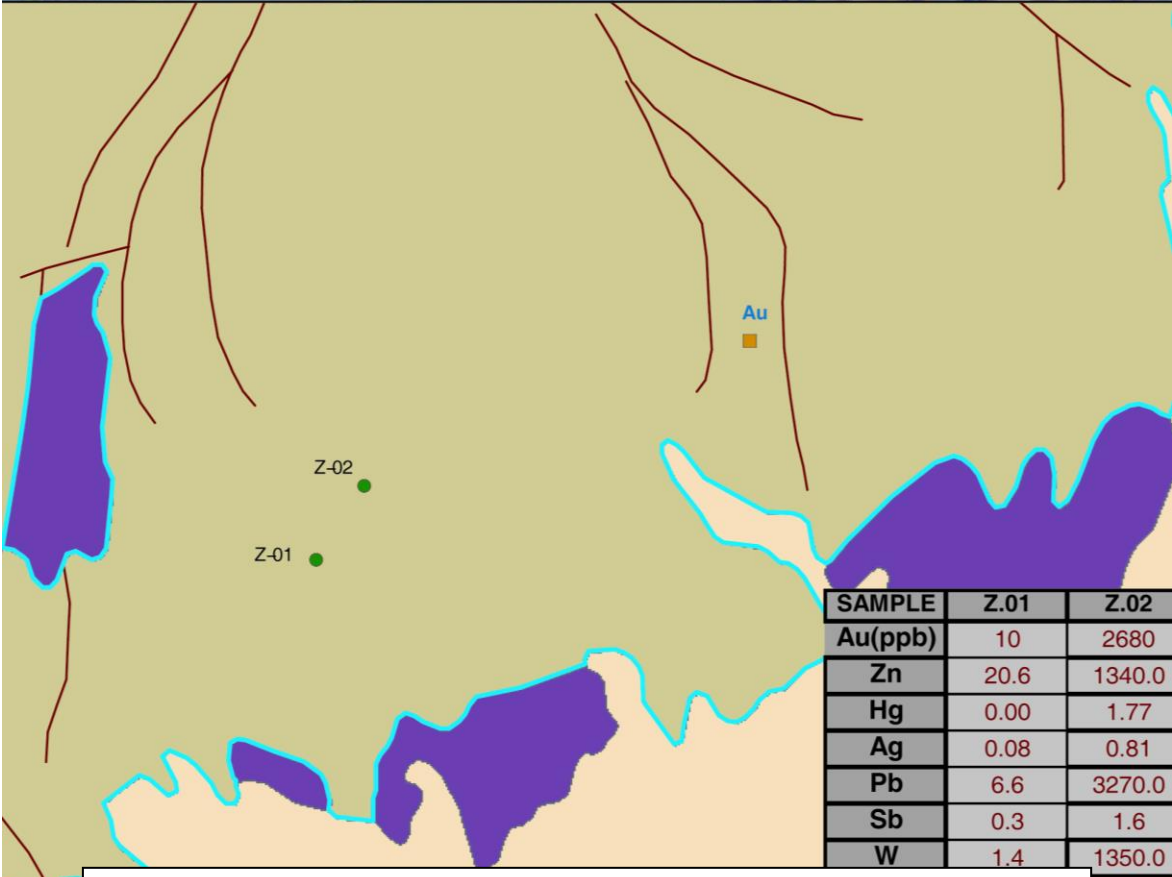 Au
Z-02
Z-01
SAMPLE Z.01 Z.02
Au(ppb) 10 2680
Zn 20.6 1340.0
Hg 0.00 1.77
Ag 0.08 0.81
Pb 6.6 3270.0
Sb 0.3 1.6
W 1.4 1350.0